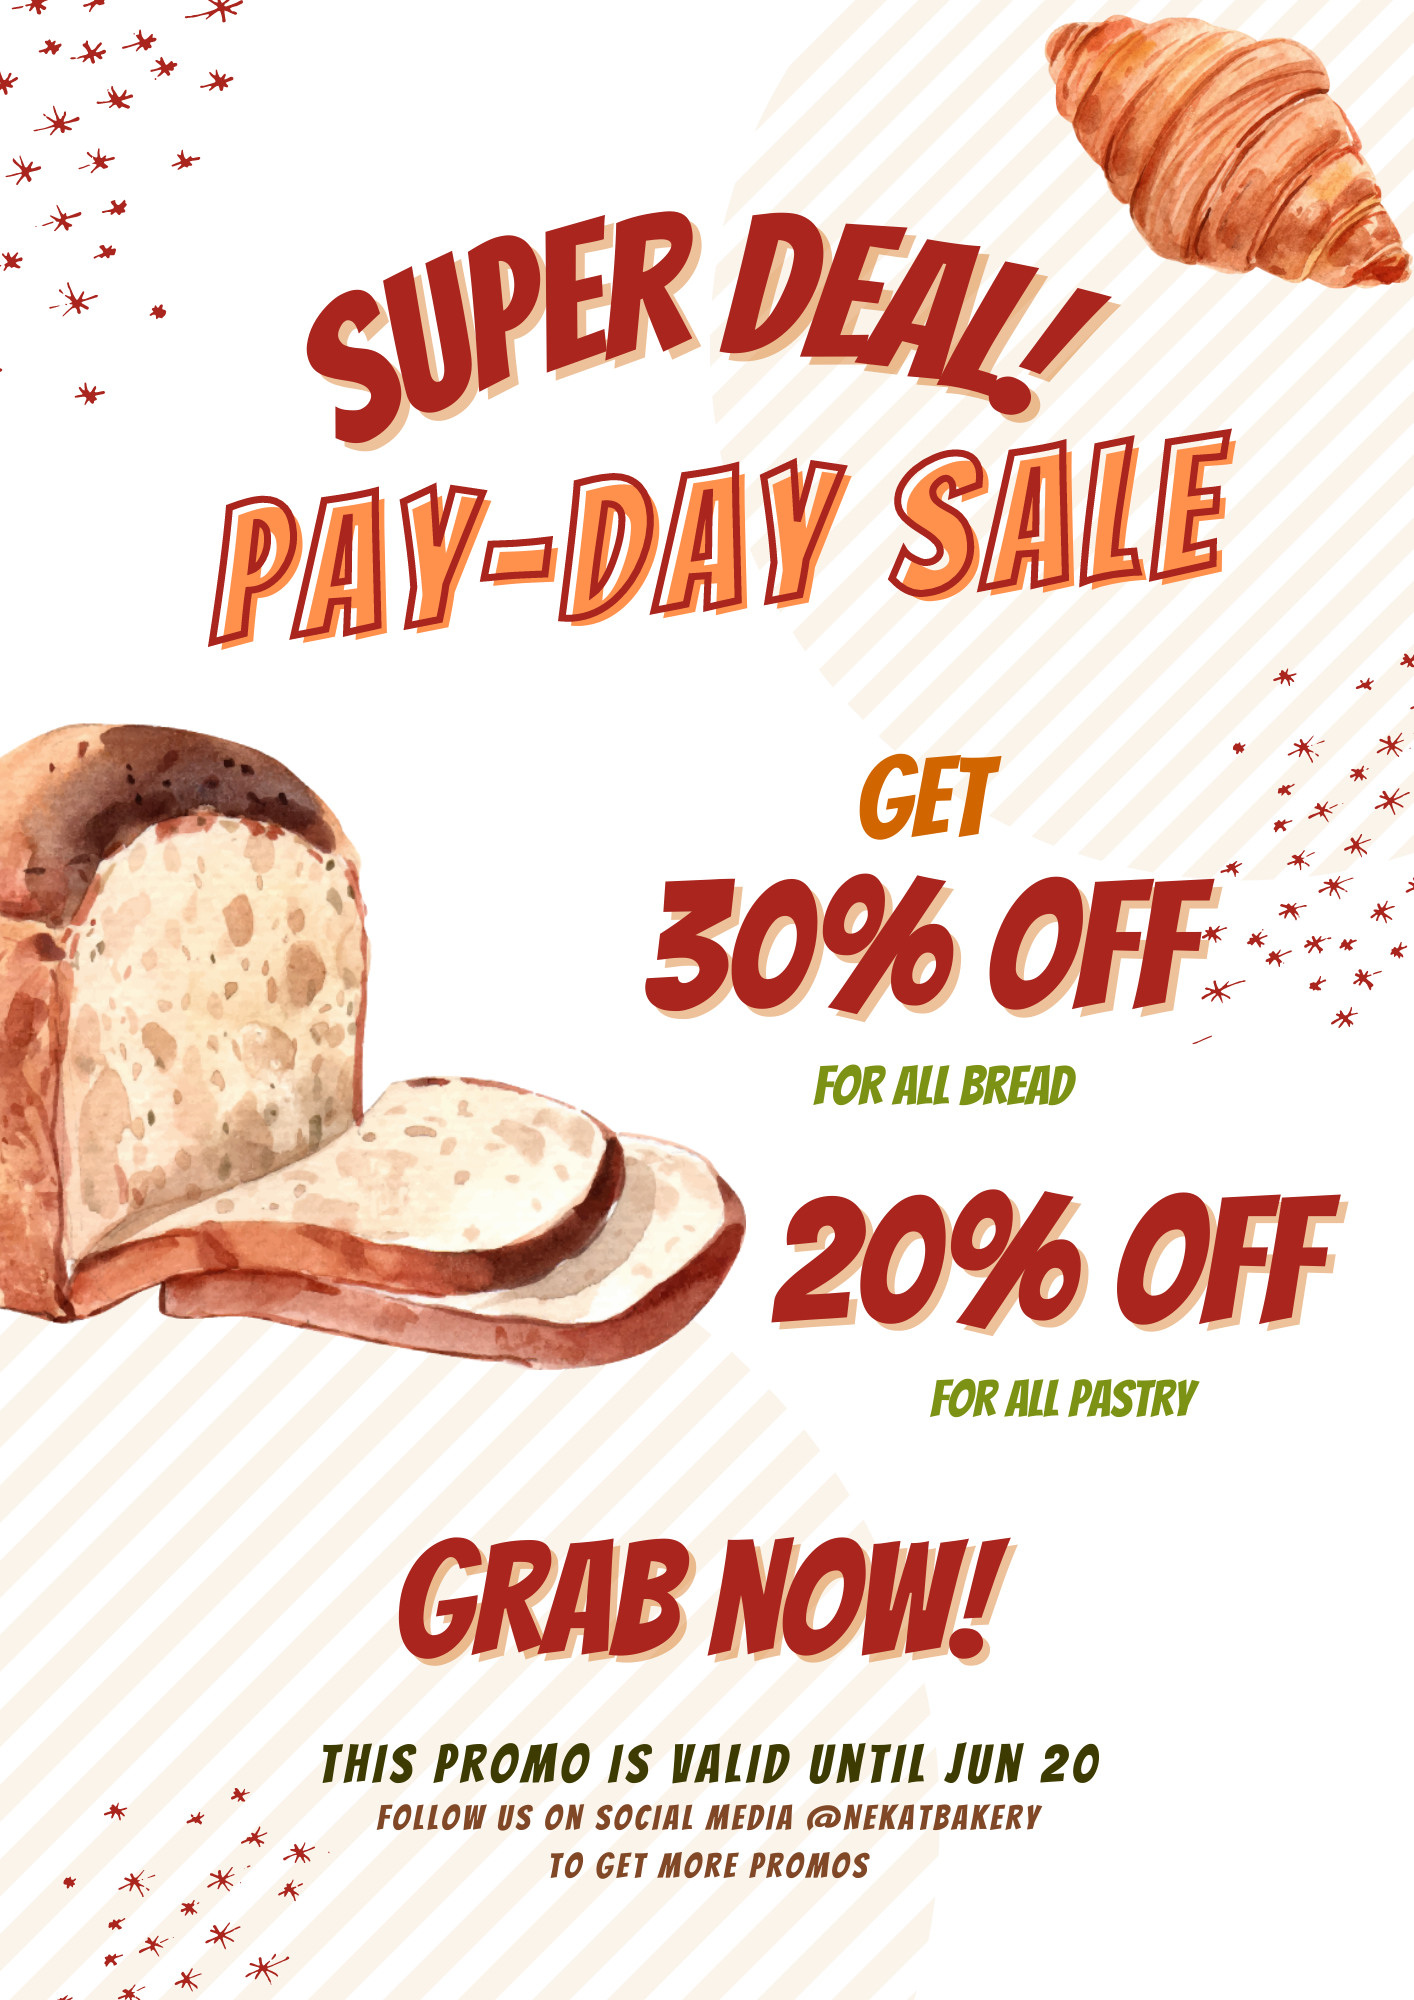 SUPER DEAL!
PAY-DAY SALE
GET
30% OFF
FOR ALL BREAD
20% OFF
FOR ALL PASTRY
GRAB NOW!
THIS PROMO IS VALID UNTIL JUN 20
FOLLOW US ON SOCIAL MEDIA @NEKATBAKERY
TO GET MORE PROMOS